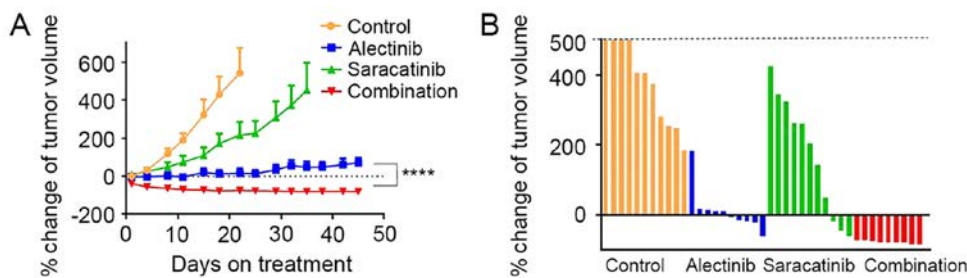 A
% change of tumor volume
600
400
200
0
-200
0
10
20
30
40
50
Days on treatment
Control
Alectinib
Saracatinib
Combination
****
B
% change of tumor volume
500
400
200
0
Control
Alectinib
Saracatinib
Combination